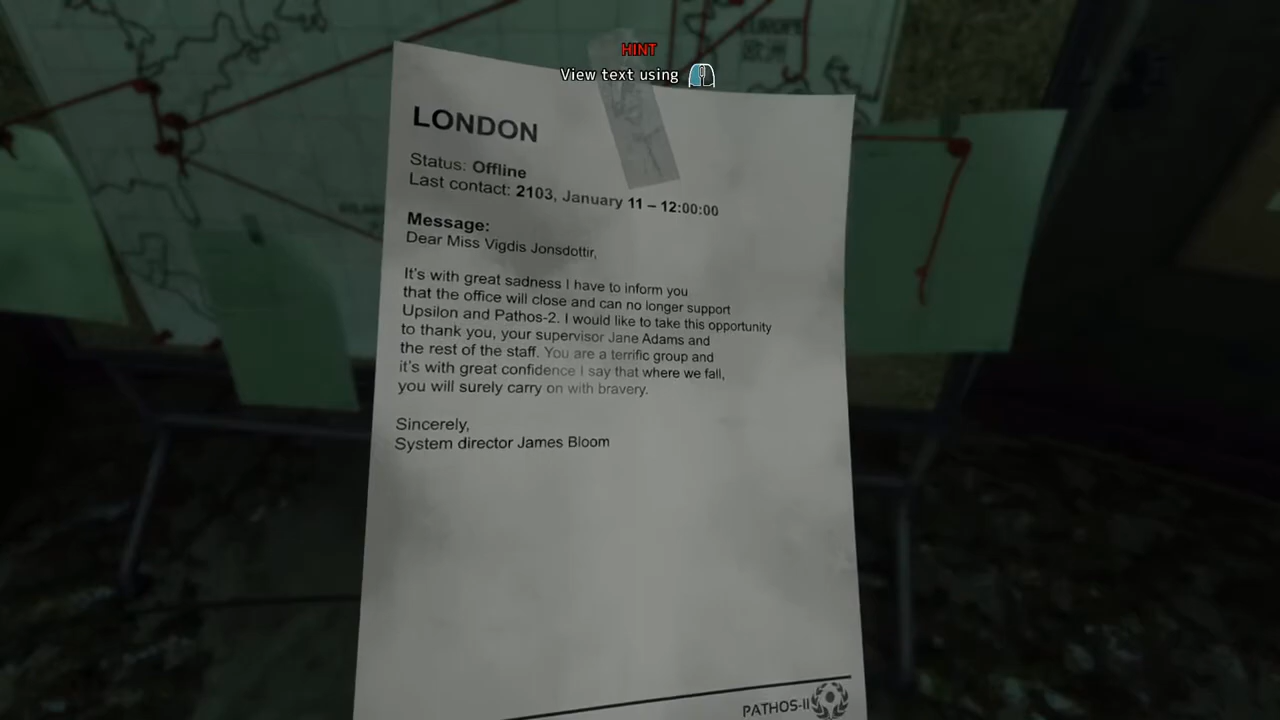 HINT
View text using
EUROPE
LONDON
Status: Offline
Last contact: 2103, January 11 – 12:00:00
Message:
Dear Miss Vigdis Jonsdottir,
It's with great sadness I have to inform you
that the office will close and can no longer support
Upsilon and Pathos-2. I would like to take this opportunity
to thank you, your supervisor Jane Adams and
the rest of the staff. You are a terrific group and
it's with great confidence I say that where we fall,
you will surely carry on with bravery.
Sincerely,
System director James Bloom
PATHOS-II